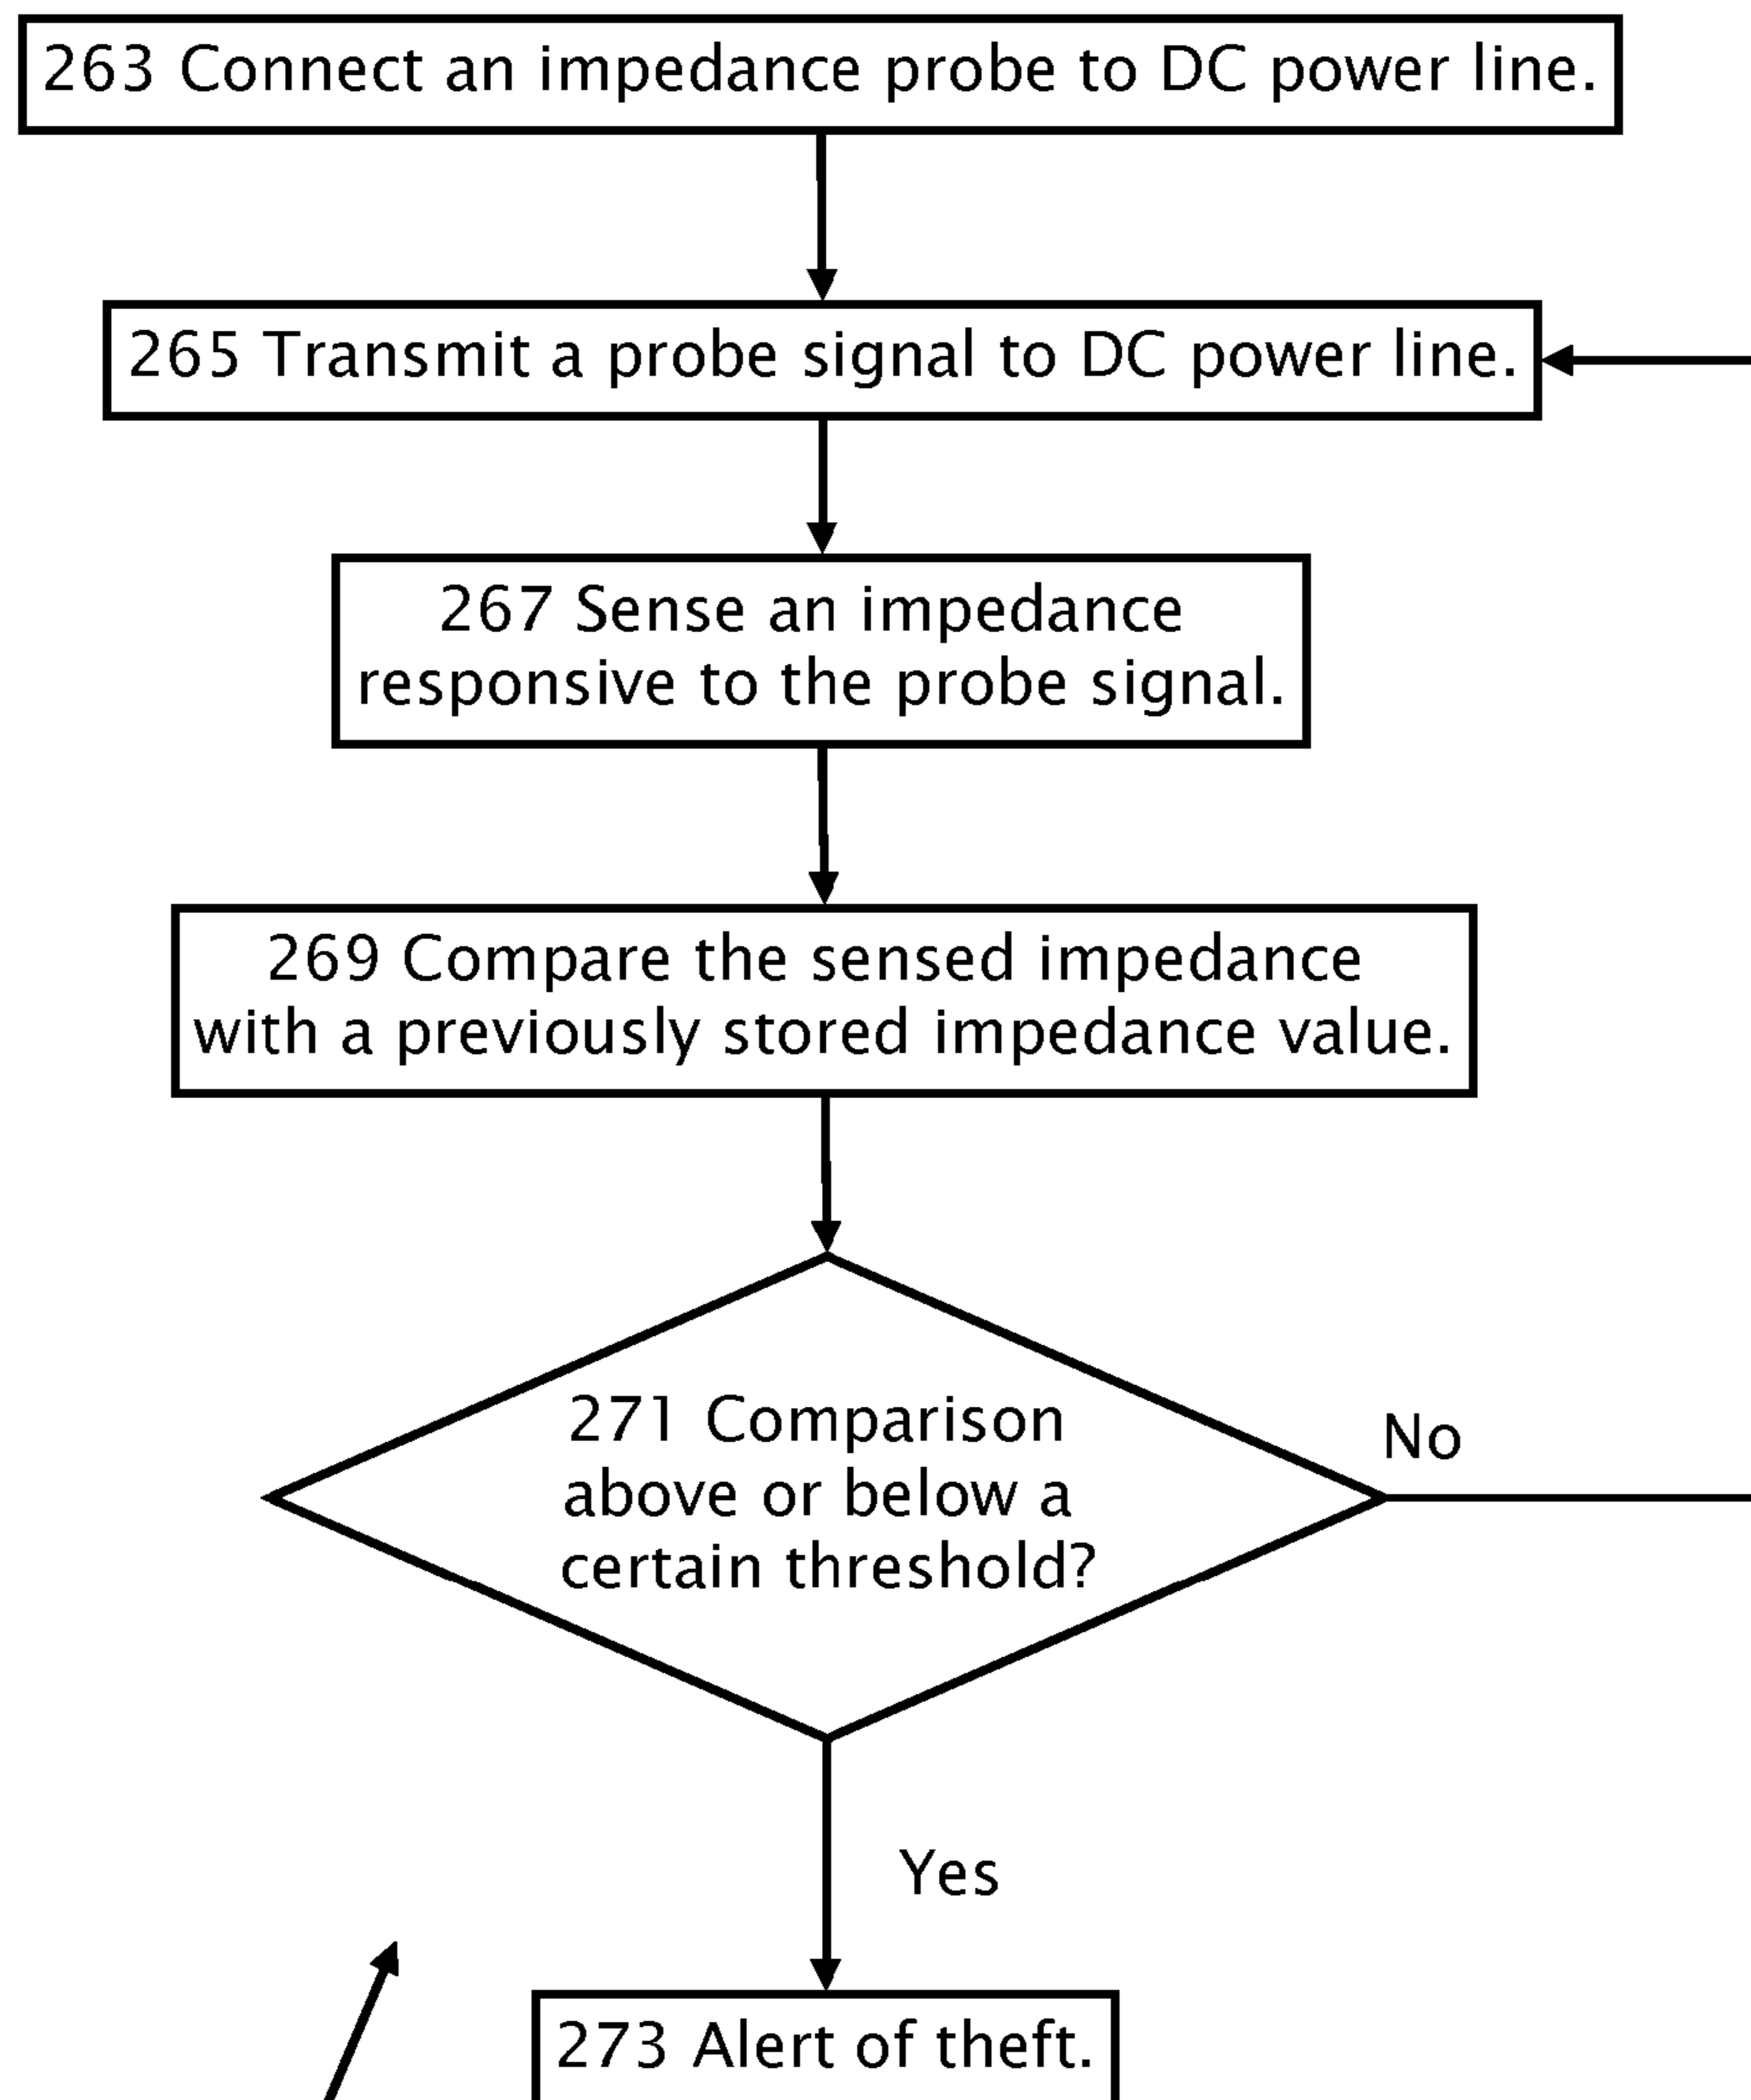 263 Connect an impedance probe to DC power line.
265 Transmit a probe signal to DC power line.
267 Sense an impedance
responsive to the probe signal.
269 Compare the sensed impedance
with a previously stored impedance value.
271 Comparison
above or below a
certain threshold?
No
Yes
273 Alert of theft.